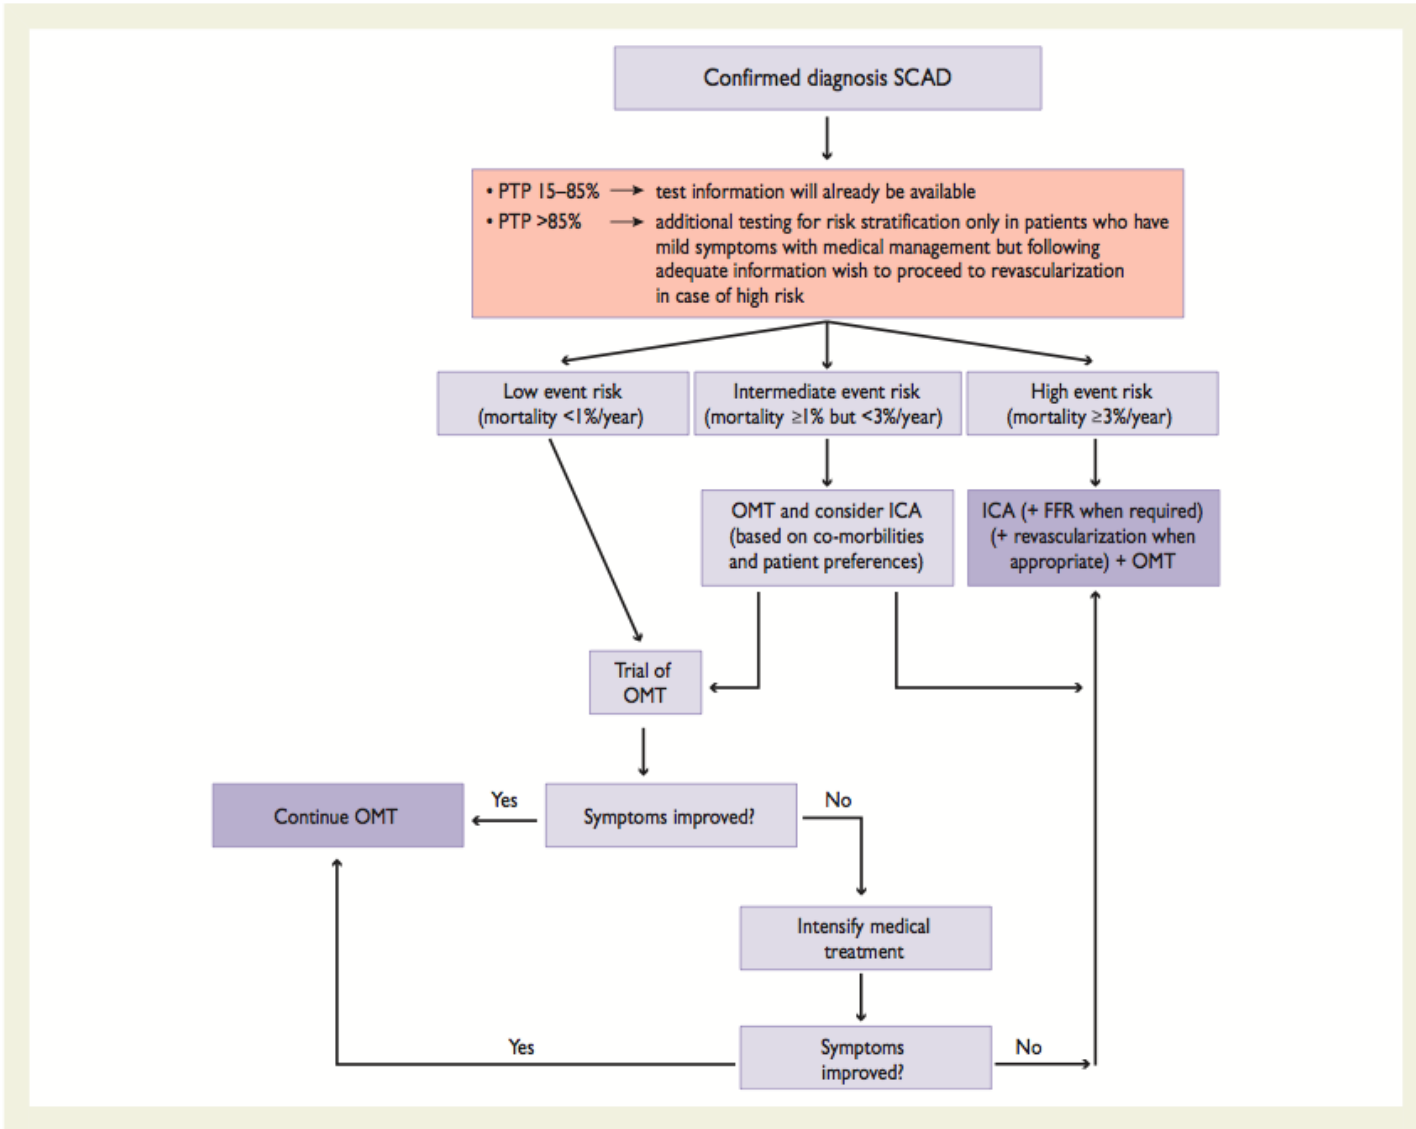 Confirmed diagnosis SCAD
• PTP 15–85% → test information will already be available
• PTP >85% → additional testing for risk stratification only in patients who have
mild symptoms with medical management but following
adequate information wish to proceed to revascularization
in case of high risk
Low event risk
(mortality <1%/year)
Intermediate event risk
(mortality ≥1% but <3%/year)
High event risk
(mortality ≥3%/year)
OMT and consider ICA
(based on co-morbilities
and patient preferences)
ICA (+ FFR when required)
(+ revascularization when
appropriate) + OMT
Trial of
OMT
Continue OMT
Yes
Symptoms improved?
No
Intensify medical
treatment
Yes
Symptoms
improved?
No